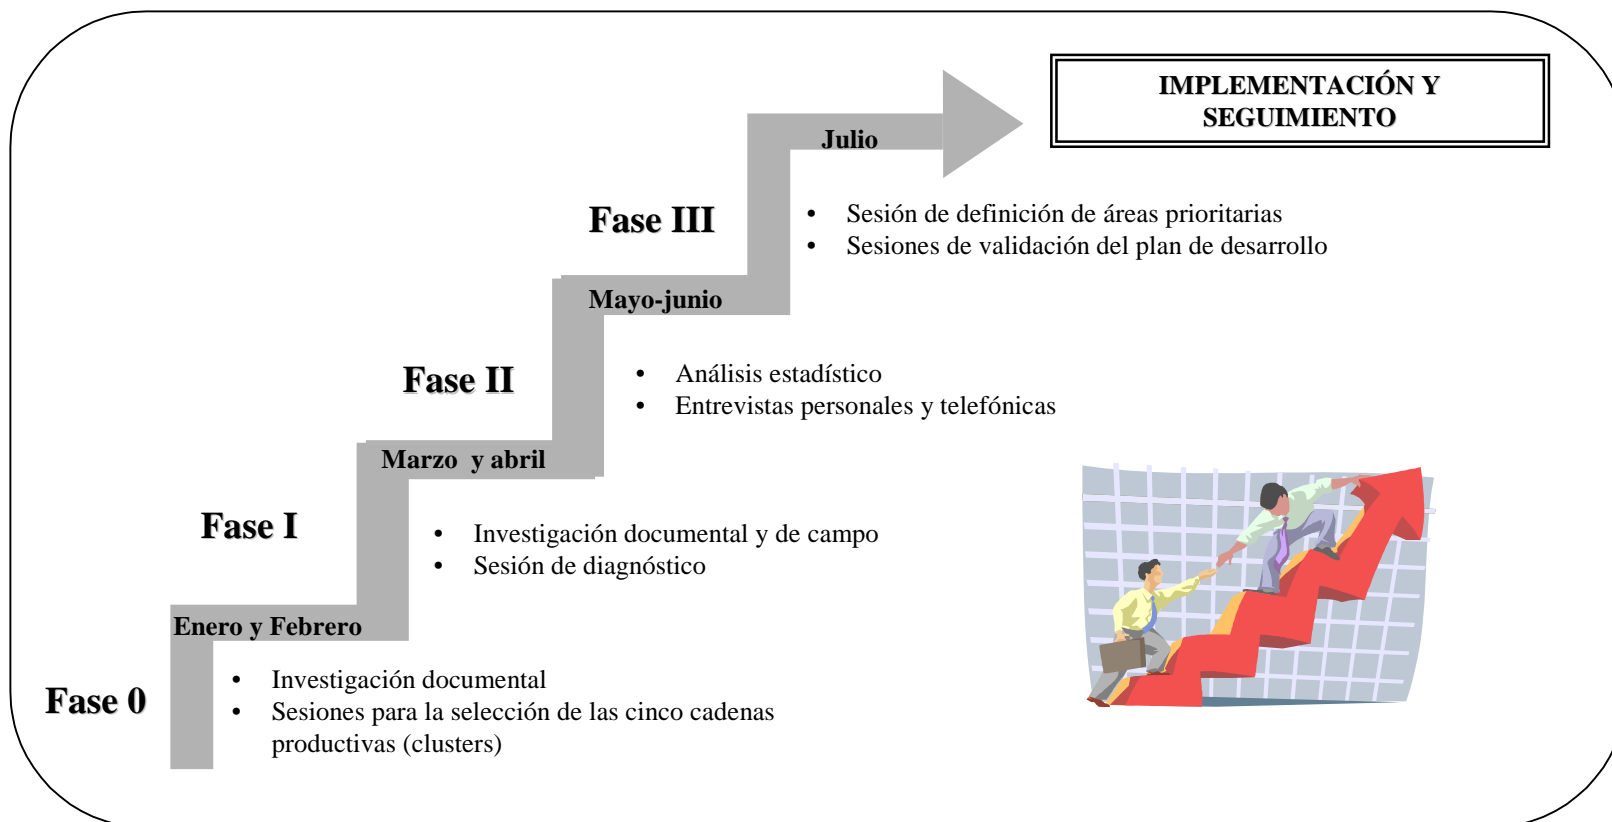 IMPLEMENTACIÓN Y
SEGUIMIENTO
Julio
Fase III
• Sesión de definición de áreas prioritarias
• Sesiones de validación del plan de desarrollo
Mayo-junio
Fase II
• Análisis estadístico
• Entrevistas personales y telefónicas
Marzo y abril
Fase I
• Investigación documental y de campo
• Sesión de diagnóstico
Enero y Febrero
Fase 0
• Investigación documental
• Sesiones para la selección de las cinco cadenas
productivas (clusters)